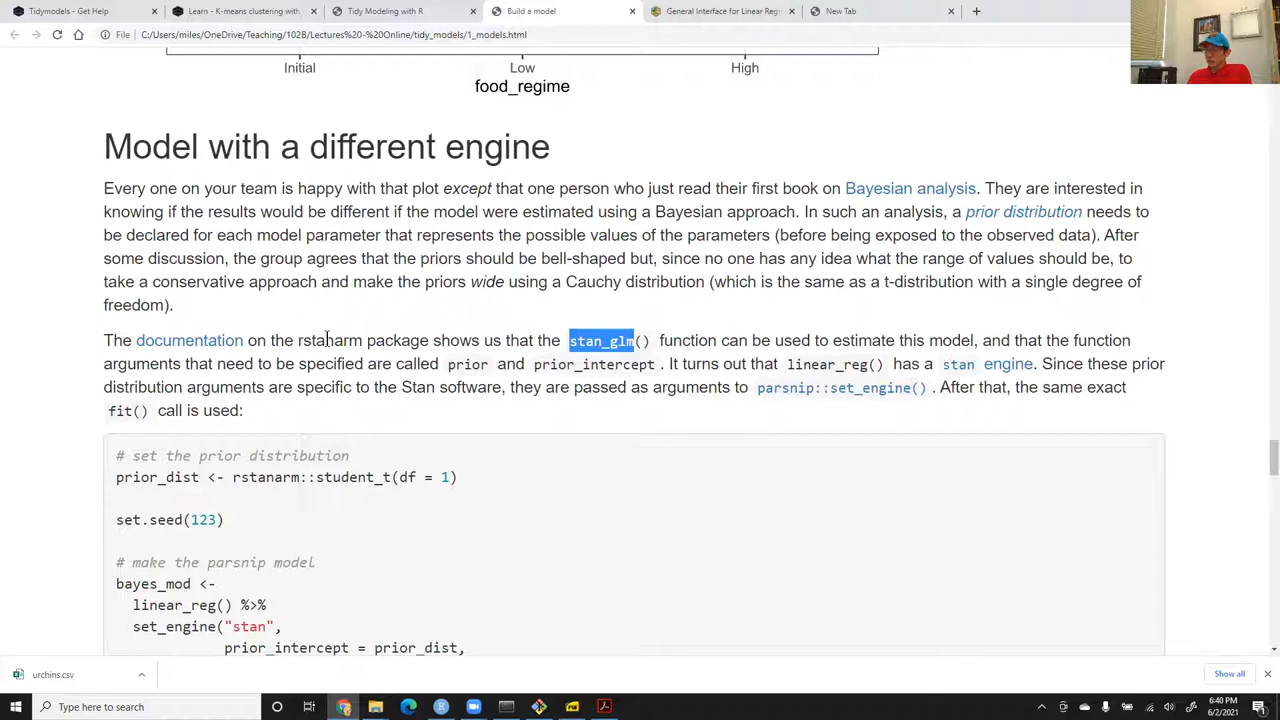 Tidymodels - Get Help
Learn - K-means clustering with
Tidy Modeling with R
Build a model
General Interface for Linear Reg
New Tab
File
C:/Users/miles/OneDrive/Teaching/102B/Lectures%20-%20Online/tidy_models/1_models.html
Initial
Low
High
food_regime
Model with a different engine
Every one on your team is happy with that plot except that one person who just read their first book on Bayesian analysis. They are interested in
knowing if the results would be different if the model were estimated using a Bayesian approach. In such an analysis, a prior distribution needs to
be declared for each model parameter that represents the possible values of the parameters (before being exposed to the observed data). After
some discussion, the group agrees that the priors should be bell-shaped but, since no one has any idea what the range of values should be, to
take a conservative approach and make the priors wide using a Cauchy distribution (which is the same as a t-distribution with a single degree of
freedom).
The documentation on the rstanarm package shows us that the stan_glm() function can be used to estimate this model, and that the function
arguments that need to be specified are called prior and prior_intercept. It turns out that linear_reg() has a stan engine. Since these prior
distribution arguments are specific to the Stan software, they are passed as arguments to parsnip::set_engine(). After that, the same exact
fit() call is used:
# set the prior distribution
prior_dist <- rstanarm::student_t(df = 1)
set.seed(123)
# make the parsnip model
bayes_mod <-
linear_reg() %>%
set_engine("stan",
prior_intercept = prior_dist,
urchins.csv
Show all
Type here to search
6:40 PM
6/2/2021